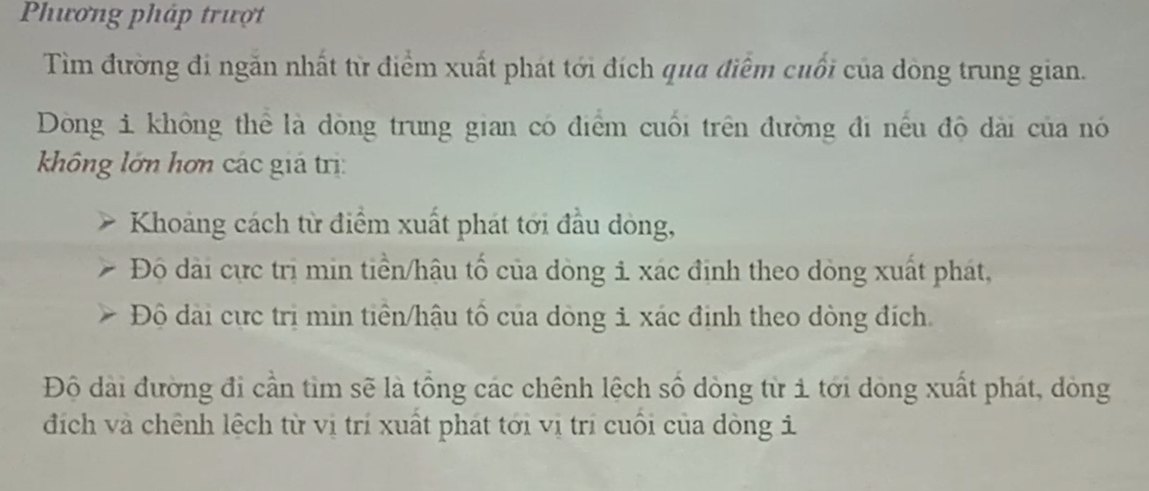 Phương pháp trượt
Tìm đường đi ngắn nhất từ điểm xuất phát tới đích qua điểm cuối của dòng trung gian.
Dòng i không thể là dòng trung gian có điểm cuối trên đường đi nếu độ dài của nó
không lớn hơn các giá trị:
➢ Khoảng cách từ điểm xuất phát tới đầu dòng,
➢ Độ dài cực trị min tiền/hậu tố của dòng i xác định theo dòng xuất phát,
➢ Độ dài cực trị min tiền/hậu tố của dòng i xác định theo dòng đích.
Độ dài đường đi cần tìm sẽ là tổng các chênh lệch số dòng từ i tới dòng xuất phát, dòng
đích và chênh lệch từ vị trí xuất phát tới vị trí cuối của dòng i